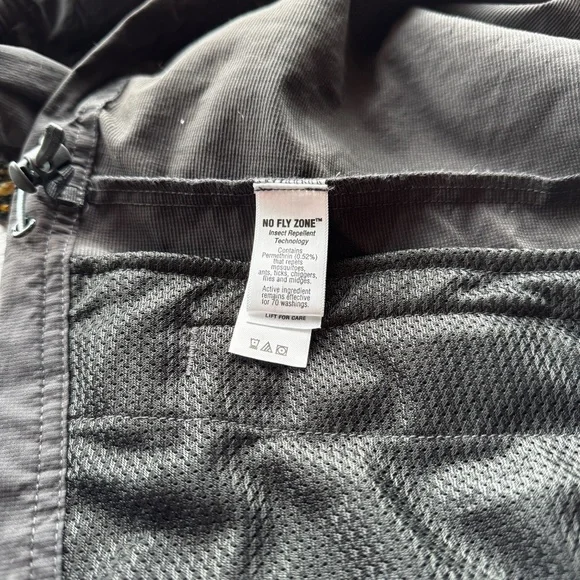 NO FLY ZONE™
Insect Repellent
Technology
Contains
Permethrin (0.52%)
that repels
mosquitoes,
ants, ticks, chiggers,
flies and midges.
Active ingredient
remains effective
for 70 washings.
LIFT FOR CARE